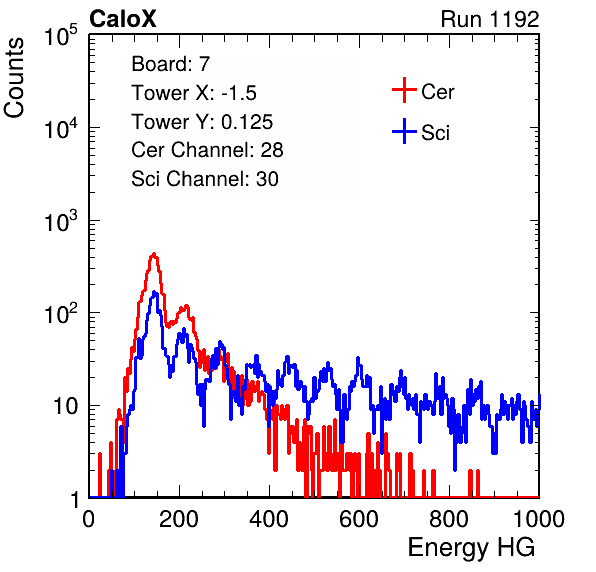 CaloX Run 1192
Counts
Board: 7
Tower X: -1.5
Tower Y: 0.125
Cer Channel: 28
Sci Channel: 30
Cer
Sci
10^5
10^4
10^3
10^2
10
1
0 200 400 600 800 1000
Energy HG